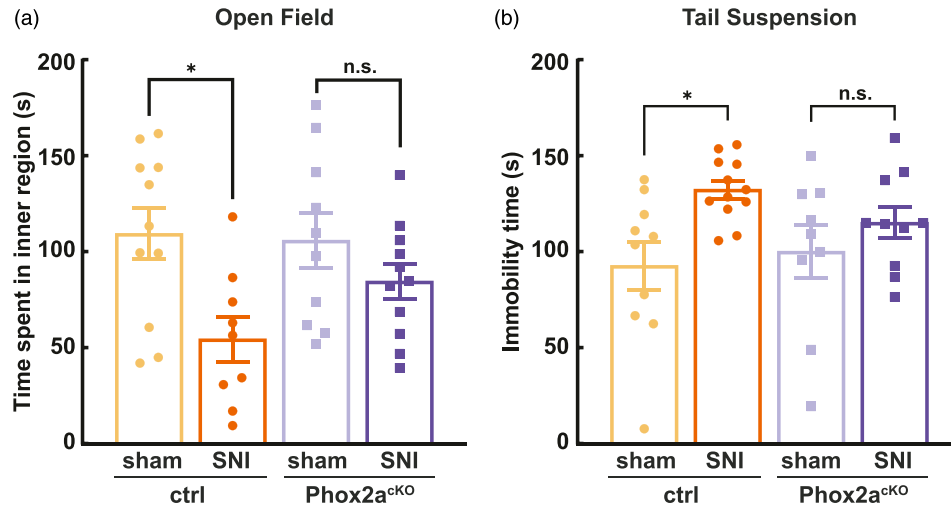 (a)
Open Field
Time spent in inner region (s)
200
150
100
50
0
*
n.s.
sham SNI sham SNI
ctrl Phox2acKO
(b)
Tail Suspension
Immobility time (s)
200
150
100
50
0
*
n.s.
sham SNI sham SNI
ctrl Phox2acKO